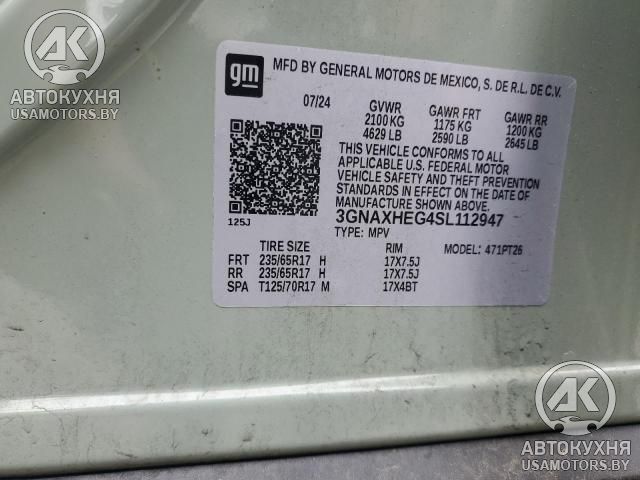 АК
АВТОКУХНЯ
USAMOTORS.BY
gm MFD BY GENERAL MOTORS DE MEXICO, S. DE R.L. DE C.V.
07/24 GVWR GAWR FRT GAWR RR
2100 KG 1175 KG 1200 KG
4629 LB 2590 LB 2645 LB
THIS VEHICLE CONFORMS TO ALL
APPLICABLE U.S. FEDERAL MOTOR
VEHICLE SAFETY AND THEFT PREVENTION
STANDARDS IN EFFECT ON THE DATE OF
MANUFACTURE SHOWN ABOVE.
3GNAXHEG4SL112947
125J
TYPE: MPV MODEL: 471PT26
TIRE SIZE RIM
FRT 235/65R17 H 17X7.5J
RR 235/65R17 H 17X7.5J
SPA T125/70R17 M 17X4BT
АК
АВТОКУХНЯ
USAMOTORS.BY